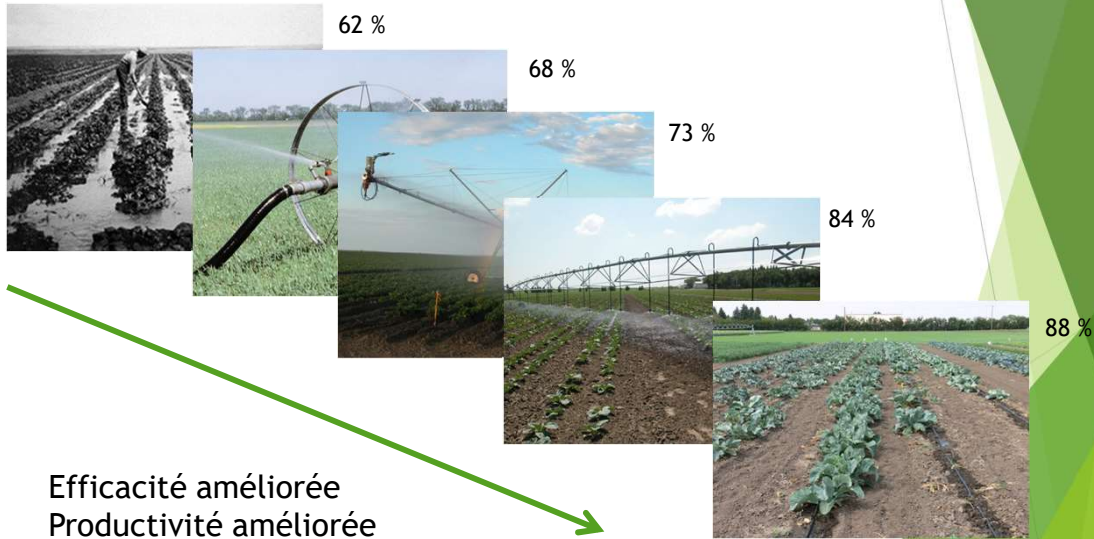 62 %
68 %
73 %
84 %
88 %
Efficacité améliorée
Productivité améliorée